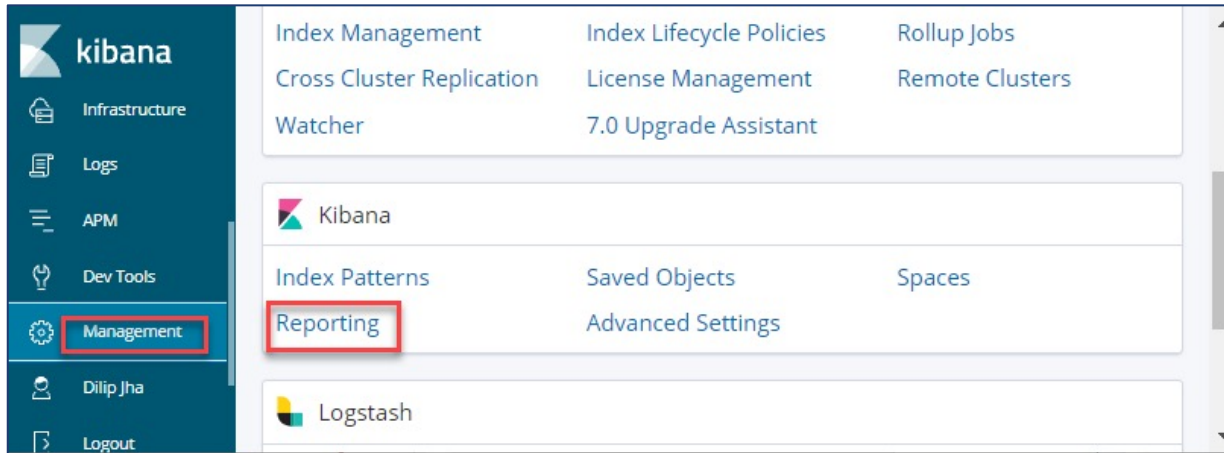 kibana
Infrastructure
Logs
APM
Dev Tools
Management
Dilip Jha
Logout
Index Management Index Lifecycle Policies Rollup Jobs
Cross Cluster Replication License Management Remote Clusters
Watcher 7.0 Upgrade Assistant
Kibana
Index Patterns Saved Objects Spaces
Reporting Advanced Settings
Logstash